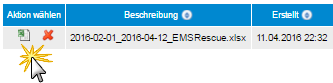 Aktion wählen Beschreibung Erstellt
2016-02-01_2016-04-12_EMSRescue.xlsx 11.04.2016 22:32